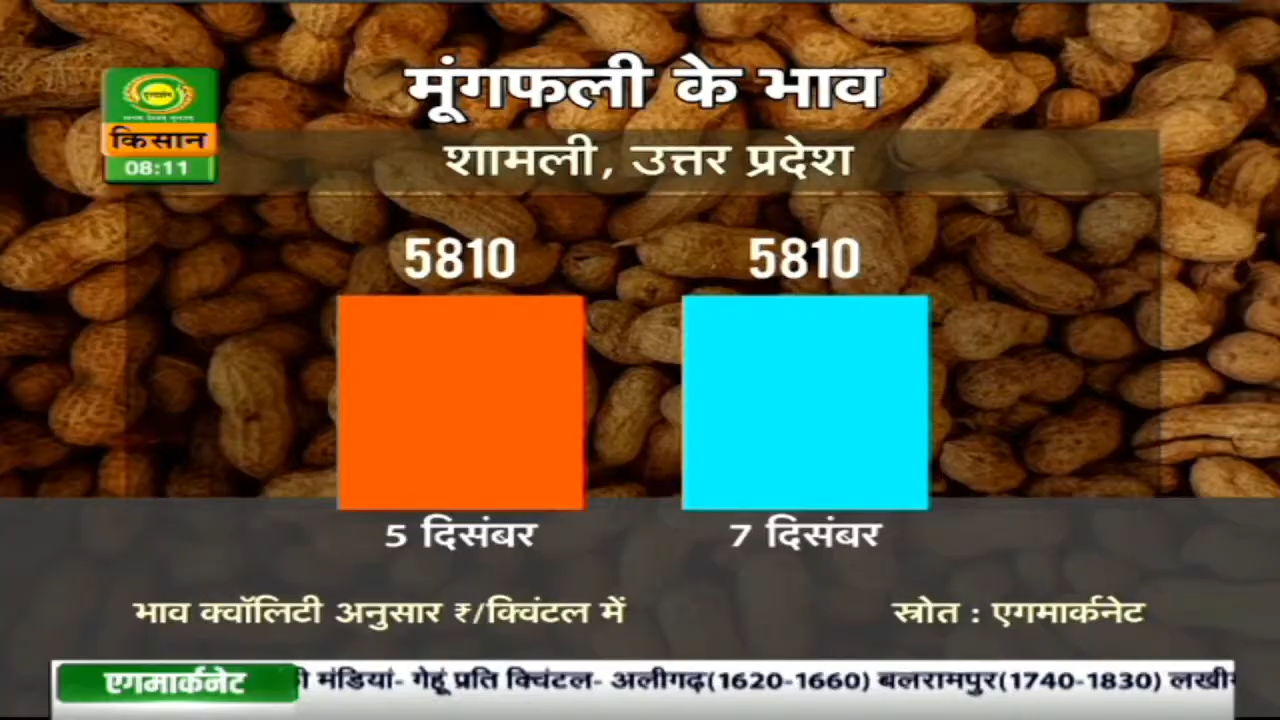 मूंगफली के भाव
किसान
08:11
शामली, उत्तर प्रदेश
5810 5810
5 दिसंबर 7 दिसंबर
भाव क्वॉलिटी अनुसार ₹/क्विंटल में
स्रोत : एगमार्कनेट
एगमार्कनेट
मंडियां- गेहूं प्रति क्विंटल- अलीगढ़(1620-1660) बलरामपुर(1740-1830)